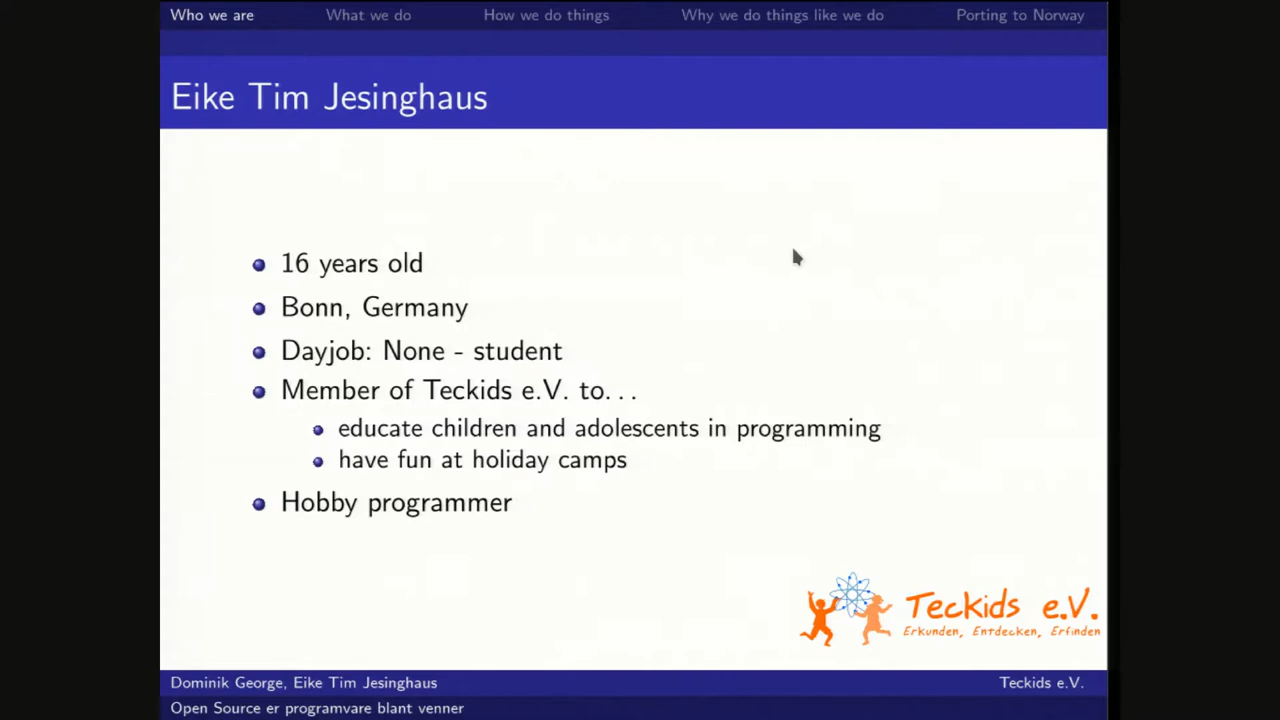 Who we are What we do How we do things Why we do things like we do Porting to Norway
Eike Tim Jesinghaus
16 years old
Bonn, Germany
Dayjob: None - student
Member of Teckids e.V. to...
educate children and adolescents in programming
have fun at holiday camps
Hobby programmer
Teckids e.V.
Erkunden, Entdecken, Erfinden
Dominik George, Eike Tim Jesinghaus Teckids e.V.
Open Source er programvare blant venner